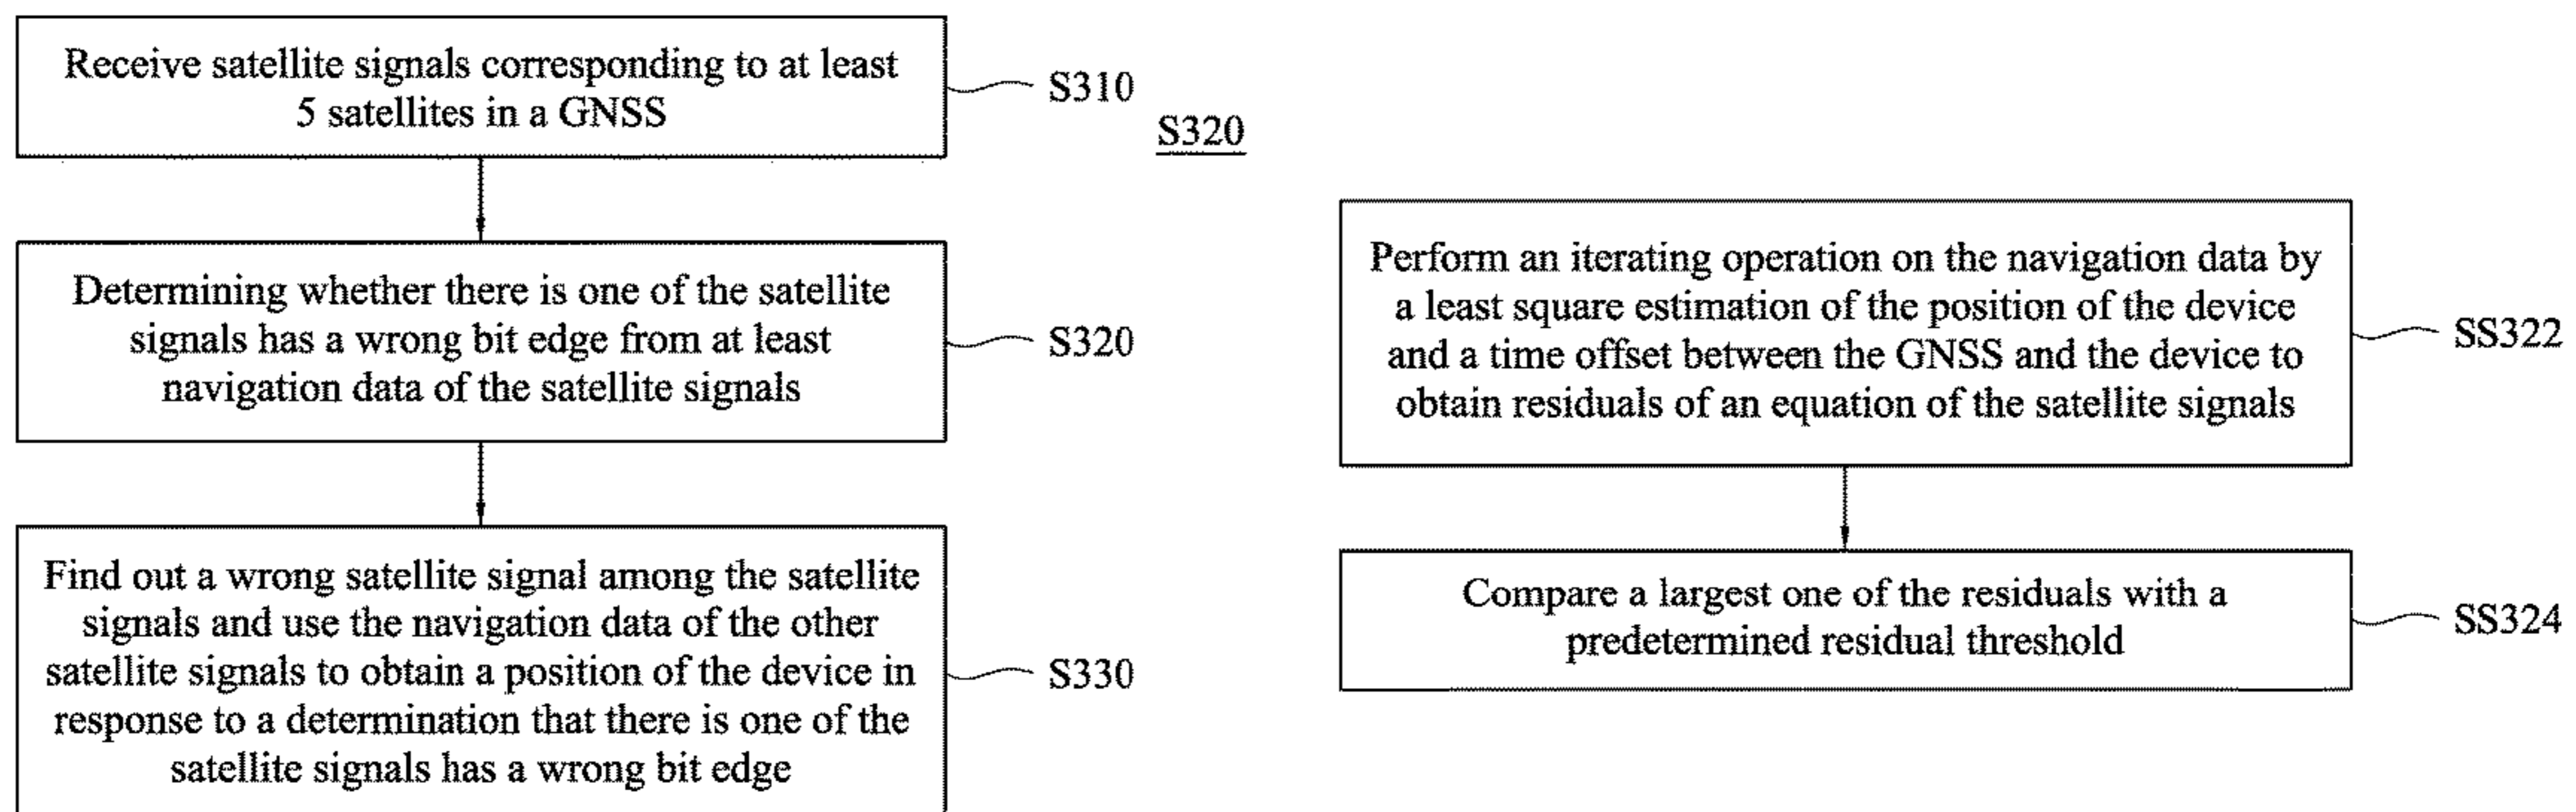 Receive satellite signals corresponding to at least
5 satellites in a GNSS
S310
Determining whether there is one of the satellite
signals has a wrong bit edge from at least
navigation data of the satellite signals
S320
Find out a wrong satellite signal among the satellite
signals and use the navigation data of the other
satellite signals to obtain a position of the device in
response to a determination that there is one of the
satellite signals has a wrong bit edge
S330
S320
Perform an iterating operation on the navigation data by
a least square estimation of the position of the device
and a time offset between the GNSS and the device to
obtain residuals of an equation of the satellite signals
SS322
Compare a largest one of the residuals with a
predetermined residual threshold
SS324